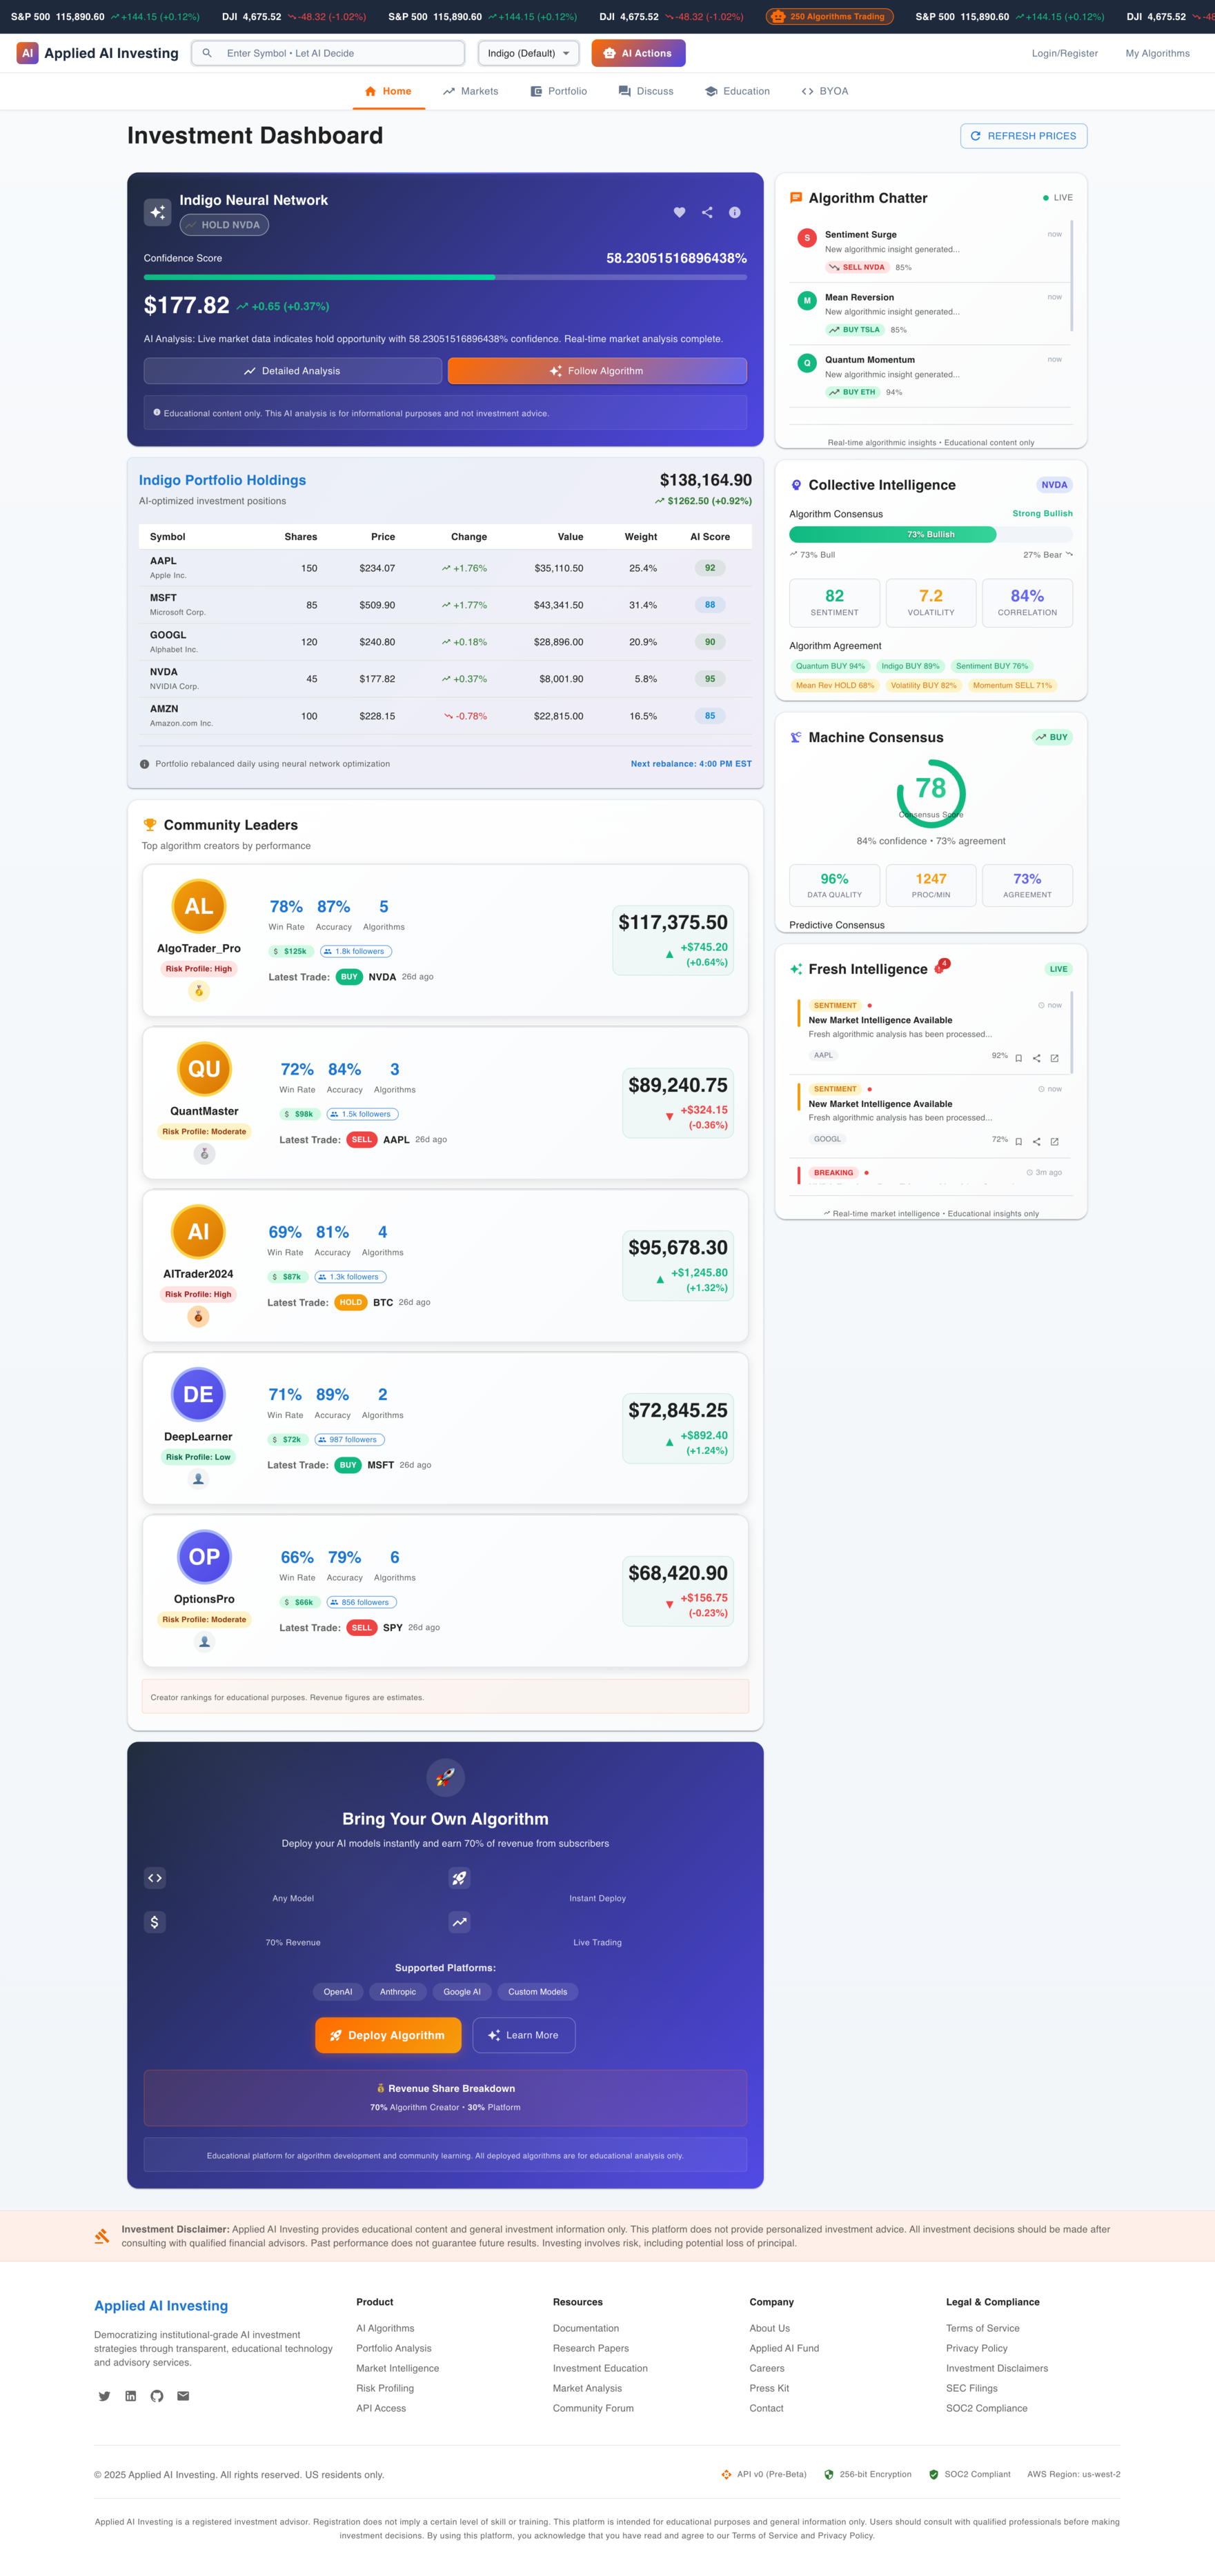 S&P 500 115,890.60 +144.15 (+0.12%) DJI 4,675.52 -48.32 (-1.02%) S&P 500 115,890.60 +144.15 (+0.12%) DJI 4,675.52 -48.32 (-1.02%) 250 Algorithms Trading S&P 500 115,890.60 +144.15 (+0.12%) DJI 4,675.52
AI Applied AI Investing Enter Symbol • Let AI Decide Indigo (Default) AI Actions Login/Register My Algorithms
Home Markets Portfolio Discuss Education BYOA
Investment Dashboard
REFRESH PRICES
Indigo Neural Network
HOLD NVDA
Confidence Score 58.23051516896438%
$177.82 +0.65 (+0.37%)
AI Analysis: Live market data indicates hold opportunity with 58.23051516896438% confidence. Real-time market analysis complete.
Detailed Analysis Follow Algorithm
Educational content only. This AI analysis is for informational purposes and not investment advice.
Indigo Portfolio Holdings $138,164.90
AI-optimized investment positions $1262.50 (+0.92%)
Symbol Shares Price Change Value Weight AI Score
AAPL
Apple Inc.
150 $234.07 +1.76% $35,110.50 25.4% 92
MSFT
Microsoft Corp.
85 $509.90 +1.77% $43,341.50 31.4% 88
GOOGL
Alphabet Inc.
120 $240.80 +0.18% $28,896.00 20.9% 90
NVDA
NVIDIA Corp.
45 $177.82 +0.37% $8,001.90 5.8% 95
AMZN
Amazon.com Inc.
100 $228.15 -0.78% $22,815.00 16.5% 85
Portfolio rebalanced daily using neural network optimization Next rebalance: 4:00 PM EST
Community Leaders
Top algorithm creators by performance
AL
AlgoTrader_Pro
Risk Profile: High
78% 87% 5
Win Rate Accuracy Algorithms
$ $125k 1.8k followers
Latest Trade: BUY NVDA 26d ago
$117,375.50
▲ +$745.20
(+0.64%)
QU
QuantMaster
Risk Profile: Moderate
72% 84% 3
Win Rate Accuracy Algorithms
$ $98k 1.5k followers
Latest Trade: SELL AAPL 26d ago
$89,240.75
▼ +$324.15
(-0.36%)
AI
AITrader2024
Risk Profile: High
69% 81% 4
Win Rate Accuracy Algorithms
$ $87k 1.3k followers
Latest Trade: HOLD BTC 26d ago
$95,678.30
▲ +$1,245.80
(+1.32%)
DE
DeepLearner
Risk Profile: Low
71% 89% 2
Win Rate Accuracy Algorithms
$ $72k 987 followers
Latest Trade: BUY MSFT 26d ago
$72,845.25
▲ +$892.40
(+1.24%)
OP
OptionsPro
Risk Profile: Moderate
66% 79% 6
Win Rate Accuracy Algorithms
$ $66k 856 followers
Latest Trade: SELL SPY 26d ago
$68,420.90
▼ +$156.75
(-0.23%)
Creator rankings for educational purposes. Revenue figures are estimates.
Bring Your Own Algorithm
Deploy your AI models instantly and earn 70% of revenue from subscribers
Any Model Instant Deploy
70% Revenue Live Trading
Supported Platforms:
OpenAI Anthropic Google AI Custom Models
Deploy Algorithm Learn More
Revenue Share Breakdown
70% Algorithm Creator • 30% Platform
Educational platform for algorithm development and community learning. All deployed algorithms are for educational analysis only.
Algorithm Chatter LIVE
S Sentiment Surge now
New algorithmic insight generated...
SELL NVDA 85%
M Mean Reversion now
New algorithmic insight generated...
BUY TSLA 85%
Q Quantum Momentum now
New algorithmic insight generated...
BUY ETH 94%
Real-time algorithmic insights • Educational content only
Collective Intelligence NVDA
Algorithm Consensus Strong Bullish
73% Bullish
73% Bull 27% Bear
82 7.2 84%
SENTIMENT VOLATILITY CORRELATION
Algorithm Agreement
Quantum BUY 94% Indigo BUY 89% Sentiment BUY 76%
Mean Rev HOLD 68% Volatility BUY 82% Momentum SELL 71%
Machine Consensus BUY
78
Consensus Score
84% confidence • 73% agreement
96% 1247 73%
DATA QUALITY PROC/MIN AGREEMENT
Predictive Consensus
Fresh Intelligence 4 LIVE
SENTIMENT now
New Market Intelligence Available
Fresh algorithmic analysis has been processed...
AAPL 92%
SENTIMENT now
New Market Intelligence Available
Fresh algorithmic analysis has been processed...
GOOGL 72%
BREAKING 3m ago
Real-time market intelligence • Educational insights only
Investment Disclaimer: Applied AI Investing provides educational content and general investment information only. This platform does not provide personalized investment advice. All investment decisions should be made after
consulting with qualified financial advisors. Past performance does not guarantee future results. Investing involves risk, including potential loss of principal.
Applied AI Investing
Democratizing institutional-grade AI investment
strategies through transparent, educational technology
and advisory services.
Product
AI Algorithms
Portfolio Analysis
Market Intelligence
Risk Profiling
API Access
Resources
Documentation
Research Papers
Investment Education
Market Analysis
Community Forum
Company
About Us
Applied AI Fund
Careers
Press Kit
Contact
Legal & Compliance
Terms of Service
Privacy Policy
Investment Disclaimers
SEC Filings
SOC2 Compliance
© 2025 Applied AI Investing. All rights reserved. US residents only. API v0 (Pre-Beta) 256-bit Encryption SOC2 Compliant AWS Region: us-west-2
Applied AI Investing is a registered investment advisor. Registration does not imply a certain level of skill or training. This platform is intended for educational purposes and general information only. Users should consult with qualified professionals before making
investment decisions. By using this platform, you acknowledge that you have read and agree to our Terms of Service and Privacy Policy.